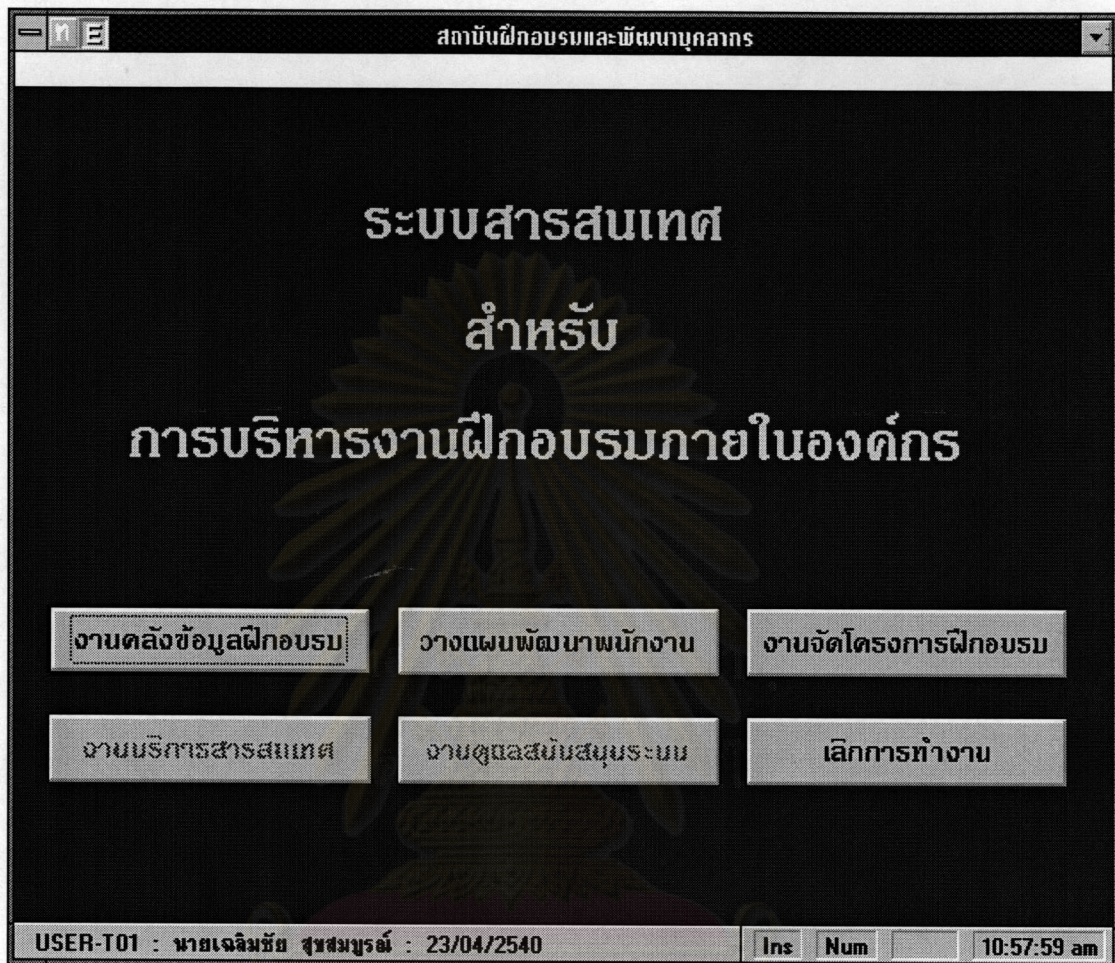 ท E สถาบันฝึกอบรมและพัฒนาบุคลากร
ระบบสารสนเทศ
สำหรับ
การบริหารงานฝึกอบรมภายในองค์กร
งานคลังข้อมูลฝึกอบรม วางแผนพัฒนาพนักงาน งานจัดโครงการฝึกอบรม
งานบริการสารสนเทศ งานดูแลสนับสนุนระบบ เลิกการทำงาน
USER-T01 : นายเฉลิมชัย สุขสมบูรณ์ : 23/04/2540 Ins Num 10:57:59 am